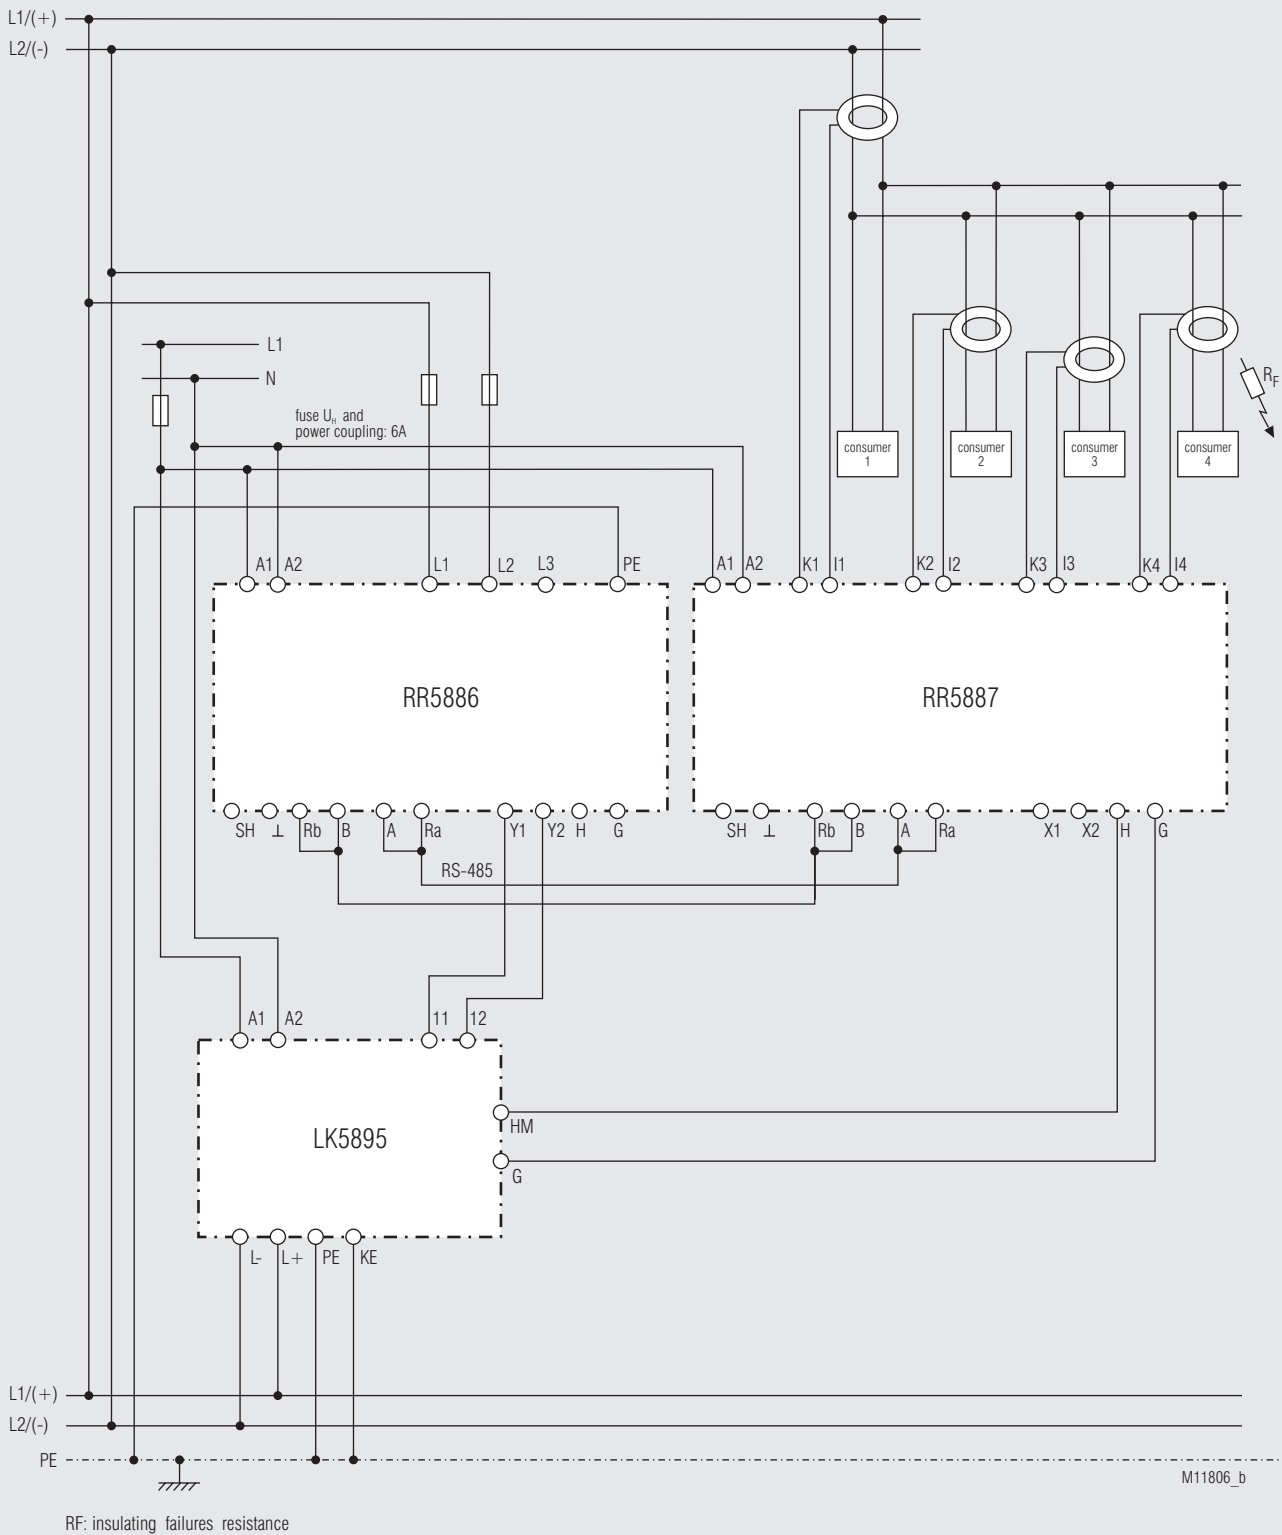 L1/(+)
L2/(-)
L1
N
fuse U_H and
power coupling: 6A
R_F
consumer
1
consumer
2
consumer
3
consumer
4
A1 A2 L1 L2 L3 PE
A1 A2 K1 I1 K2 I2 K3 I3 K4 I4
RR5886
RR5887
SH ⊥ Rb B A Ra Y1 Y2 H G
SH ⊥ Rb B A Ra X1 X2 H G
RS-485
A1 A2 11 12
LK5895
HM
G
L- L+ PE KE
L1/(+)
L2/(-)
PE
M11806_b
RF: insulating failures resistance